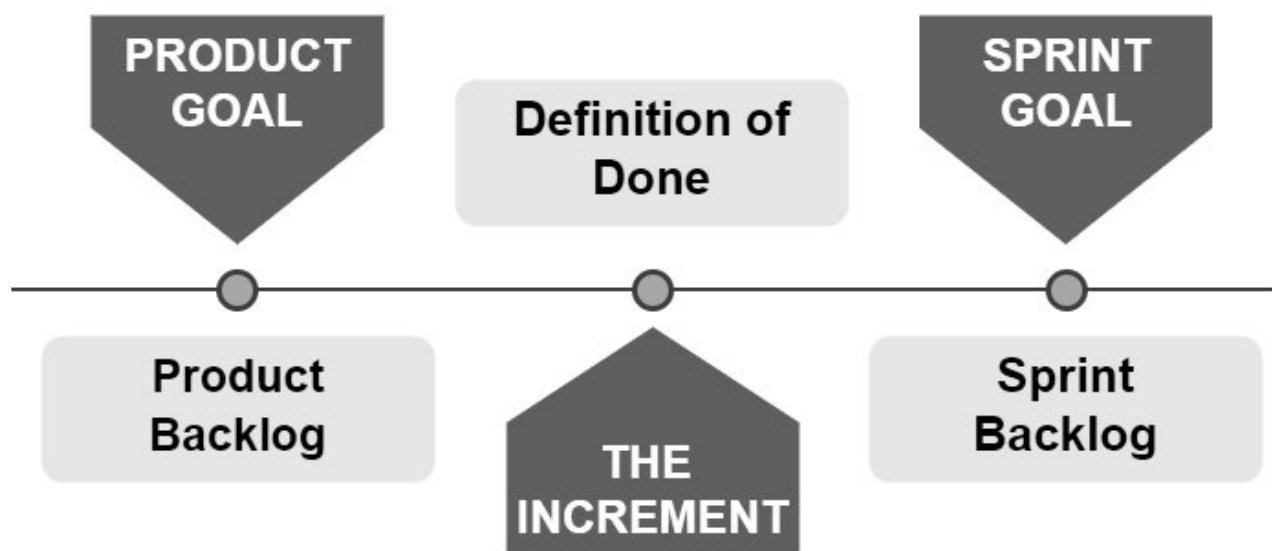 PRODUCT
GOAL
Product
Backlog
Definition of
Done
THE
INCREMENT
SPRINT
GOAL
Sprint
Backlog